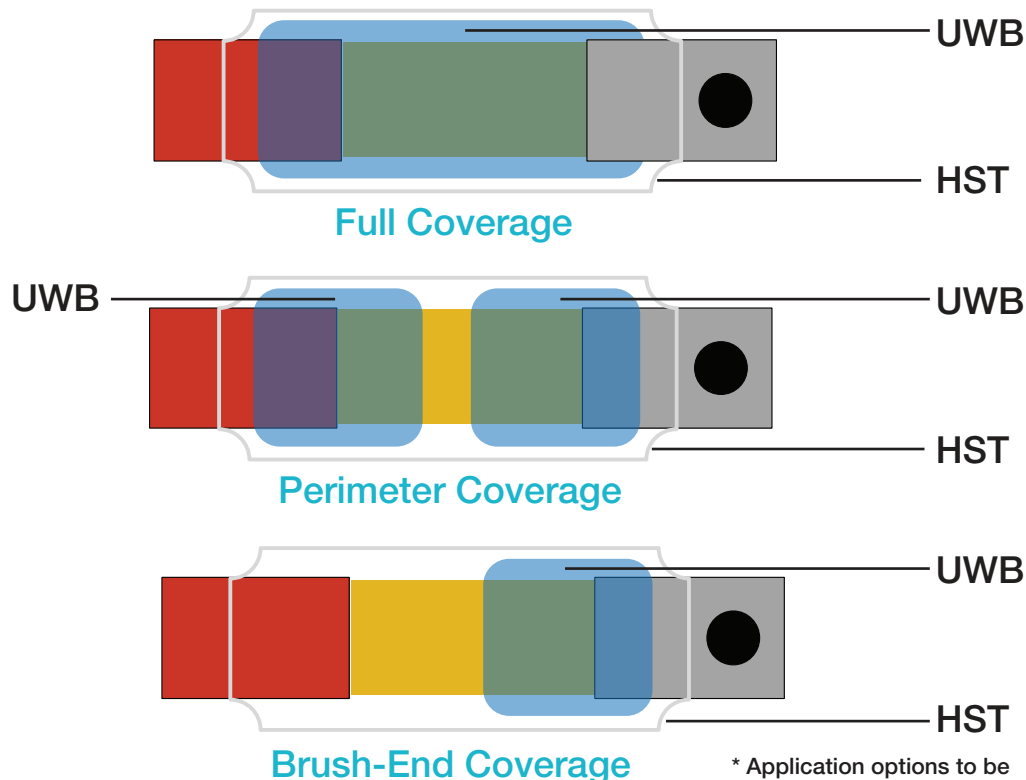 UWB
HST
Full Coverage
UWB
UWB
HST
Perimeter Coverage
UWB
HST
Brush-End Coverage
* Application options to be